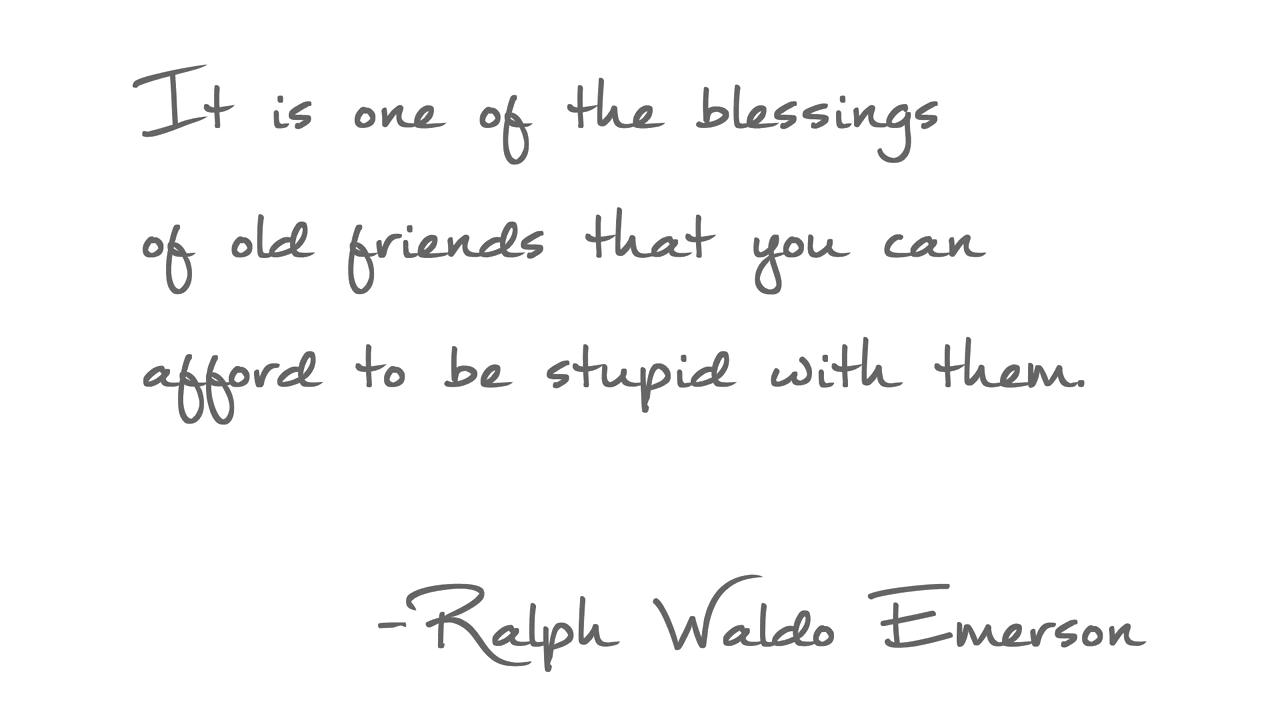 It is one of the blessings
of old friends that you can
afford to be stupid with them.
-Ralph Waldo Emerson